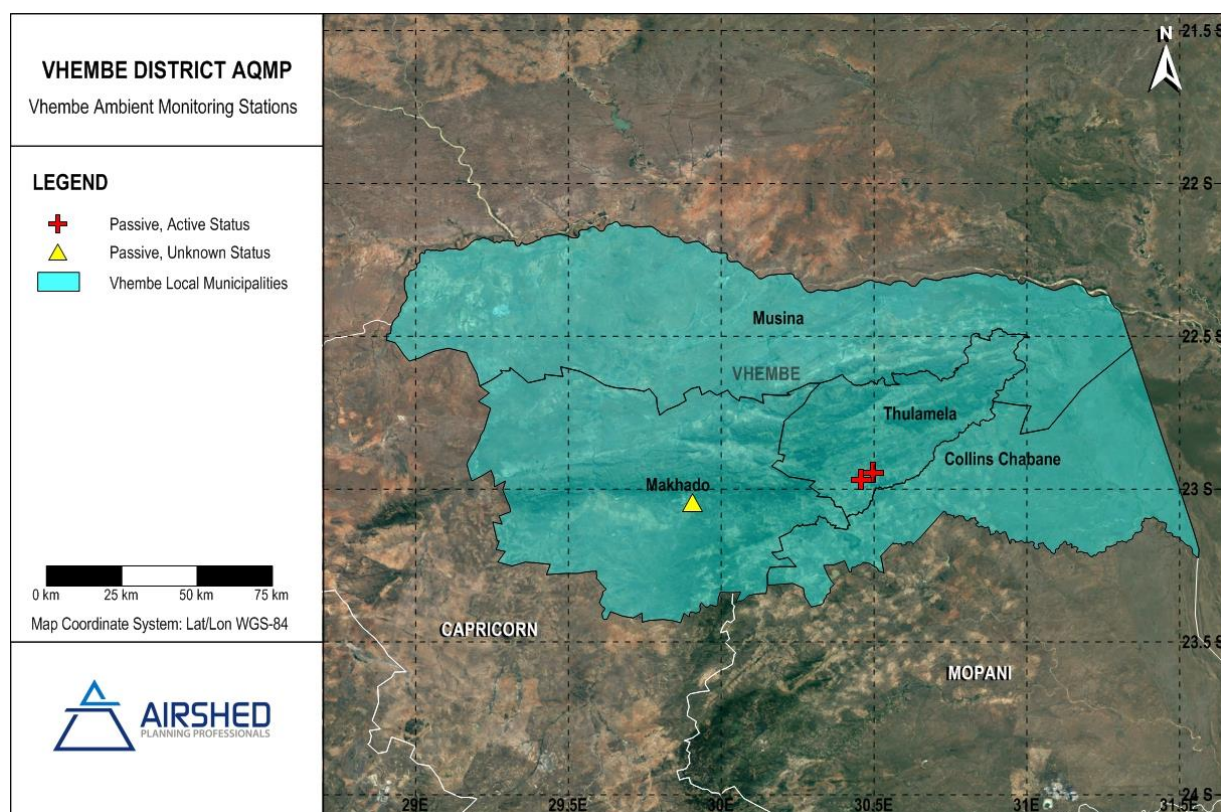 VHEMBE DISTRICT AQMP
Vhembe Ambient Monitoring Stations
LEGEND
Passive, Active Status
Passive, Unknown Status
Vhembe Local Municipalities
0 km 25 km 50 km 75 km
Map Coordinate System: Lat/Lon WGS-84
AIRSHED
PLANNING PROFESSIONALS
N
21.5 S
22 S
22.5 S
23 S
23.5 S
24 S
Musina
VHEMBE
Thulamela
Collins Chabane
Makhado
CAPRICORN
MOPANI
29E 29.5E 30E 30.5E 31E 31.5E